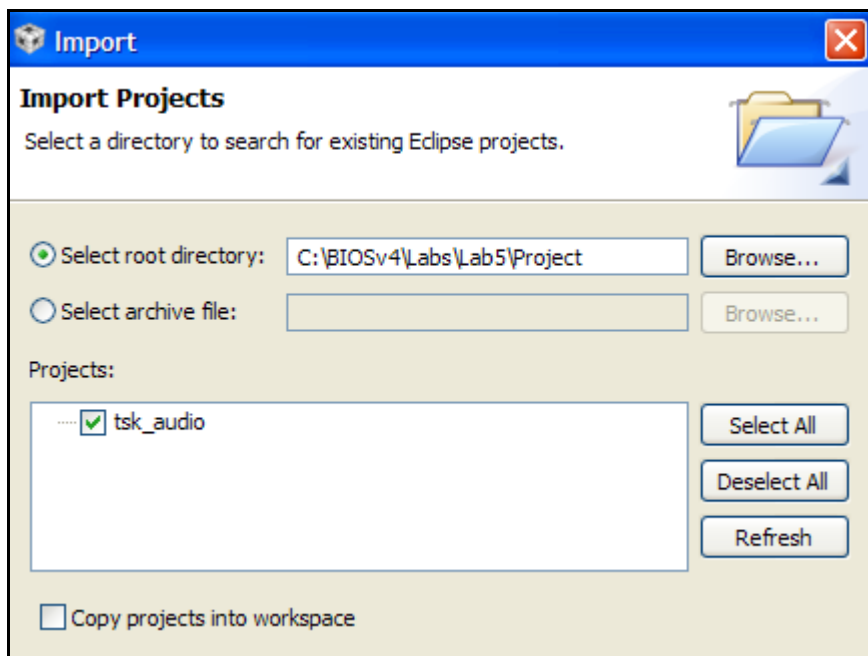 Import
Import Projects
Select a directory to search for existing Eclipse projects.
Select root directory: C:\BIOSv4\Labs\Lab5\Project Browse...
Select archive file: Browse...
Projects:
tsk_audio
Select All
Deselect All
Refresh
Copy projects into workspace